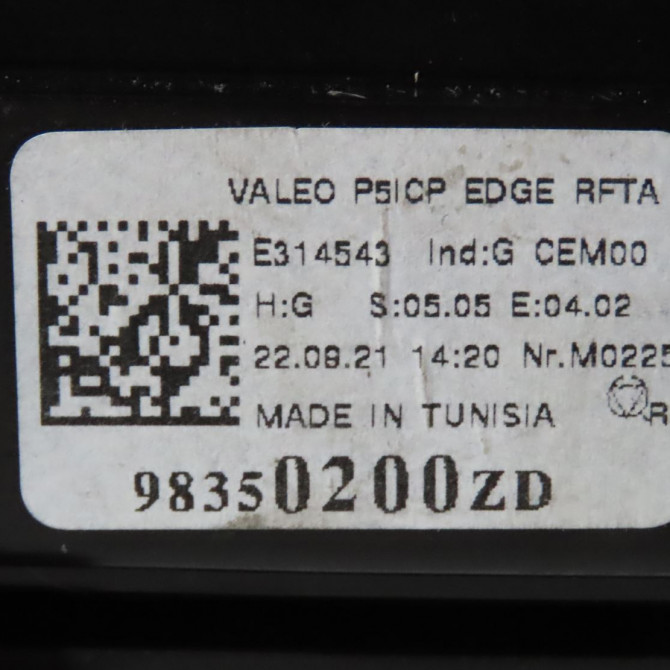 VALEO P5ICP EDGE RFTA
E314543 Ind:G CEM00
H:G S:05.05 E:04.02
22.09.21 14:20 Nr.M0225
MADE IN TUNISIA R
98350200ZD